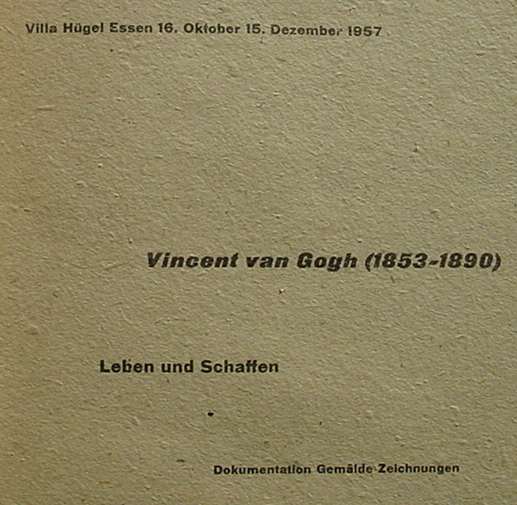 Villa Hügel Essen 16. Oktober 15. Dezember 1957
Vincent van Gogh (1853-1890)
Leben und Schaffen
Dokumentation Gemälde Zeichnungen